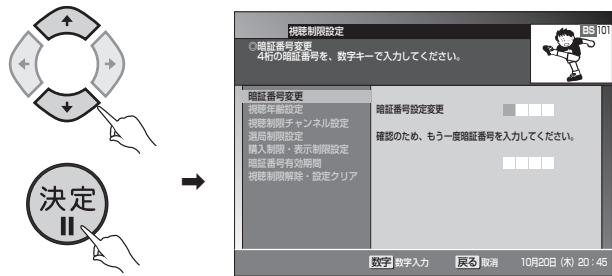 決定
視聴制限設定
BS101
◎暗証番号変更
4桁の暗証番号を、数字キーで入力してください。
暗証番号変更
視聴年齢設定
視聴制限チャンネル設定
選局制限設定
購入制限・表示制限設定
暗証番号有効期間
視聴制限解除・設定クリア
暗証番号設定変更
確認のため、もう一度暗証番号を入力してください。
数字 数字入力 戻る 取消 10月20日（木）20：45